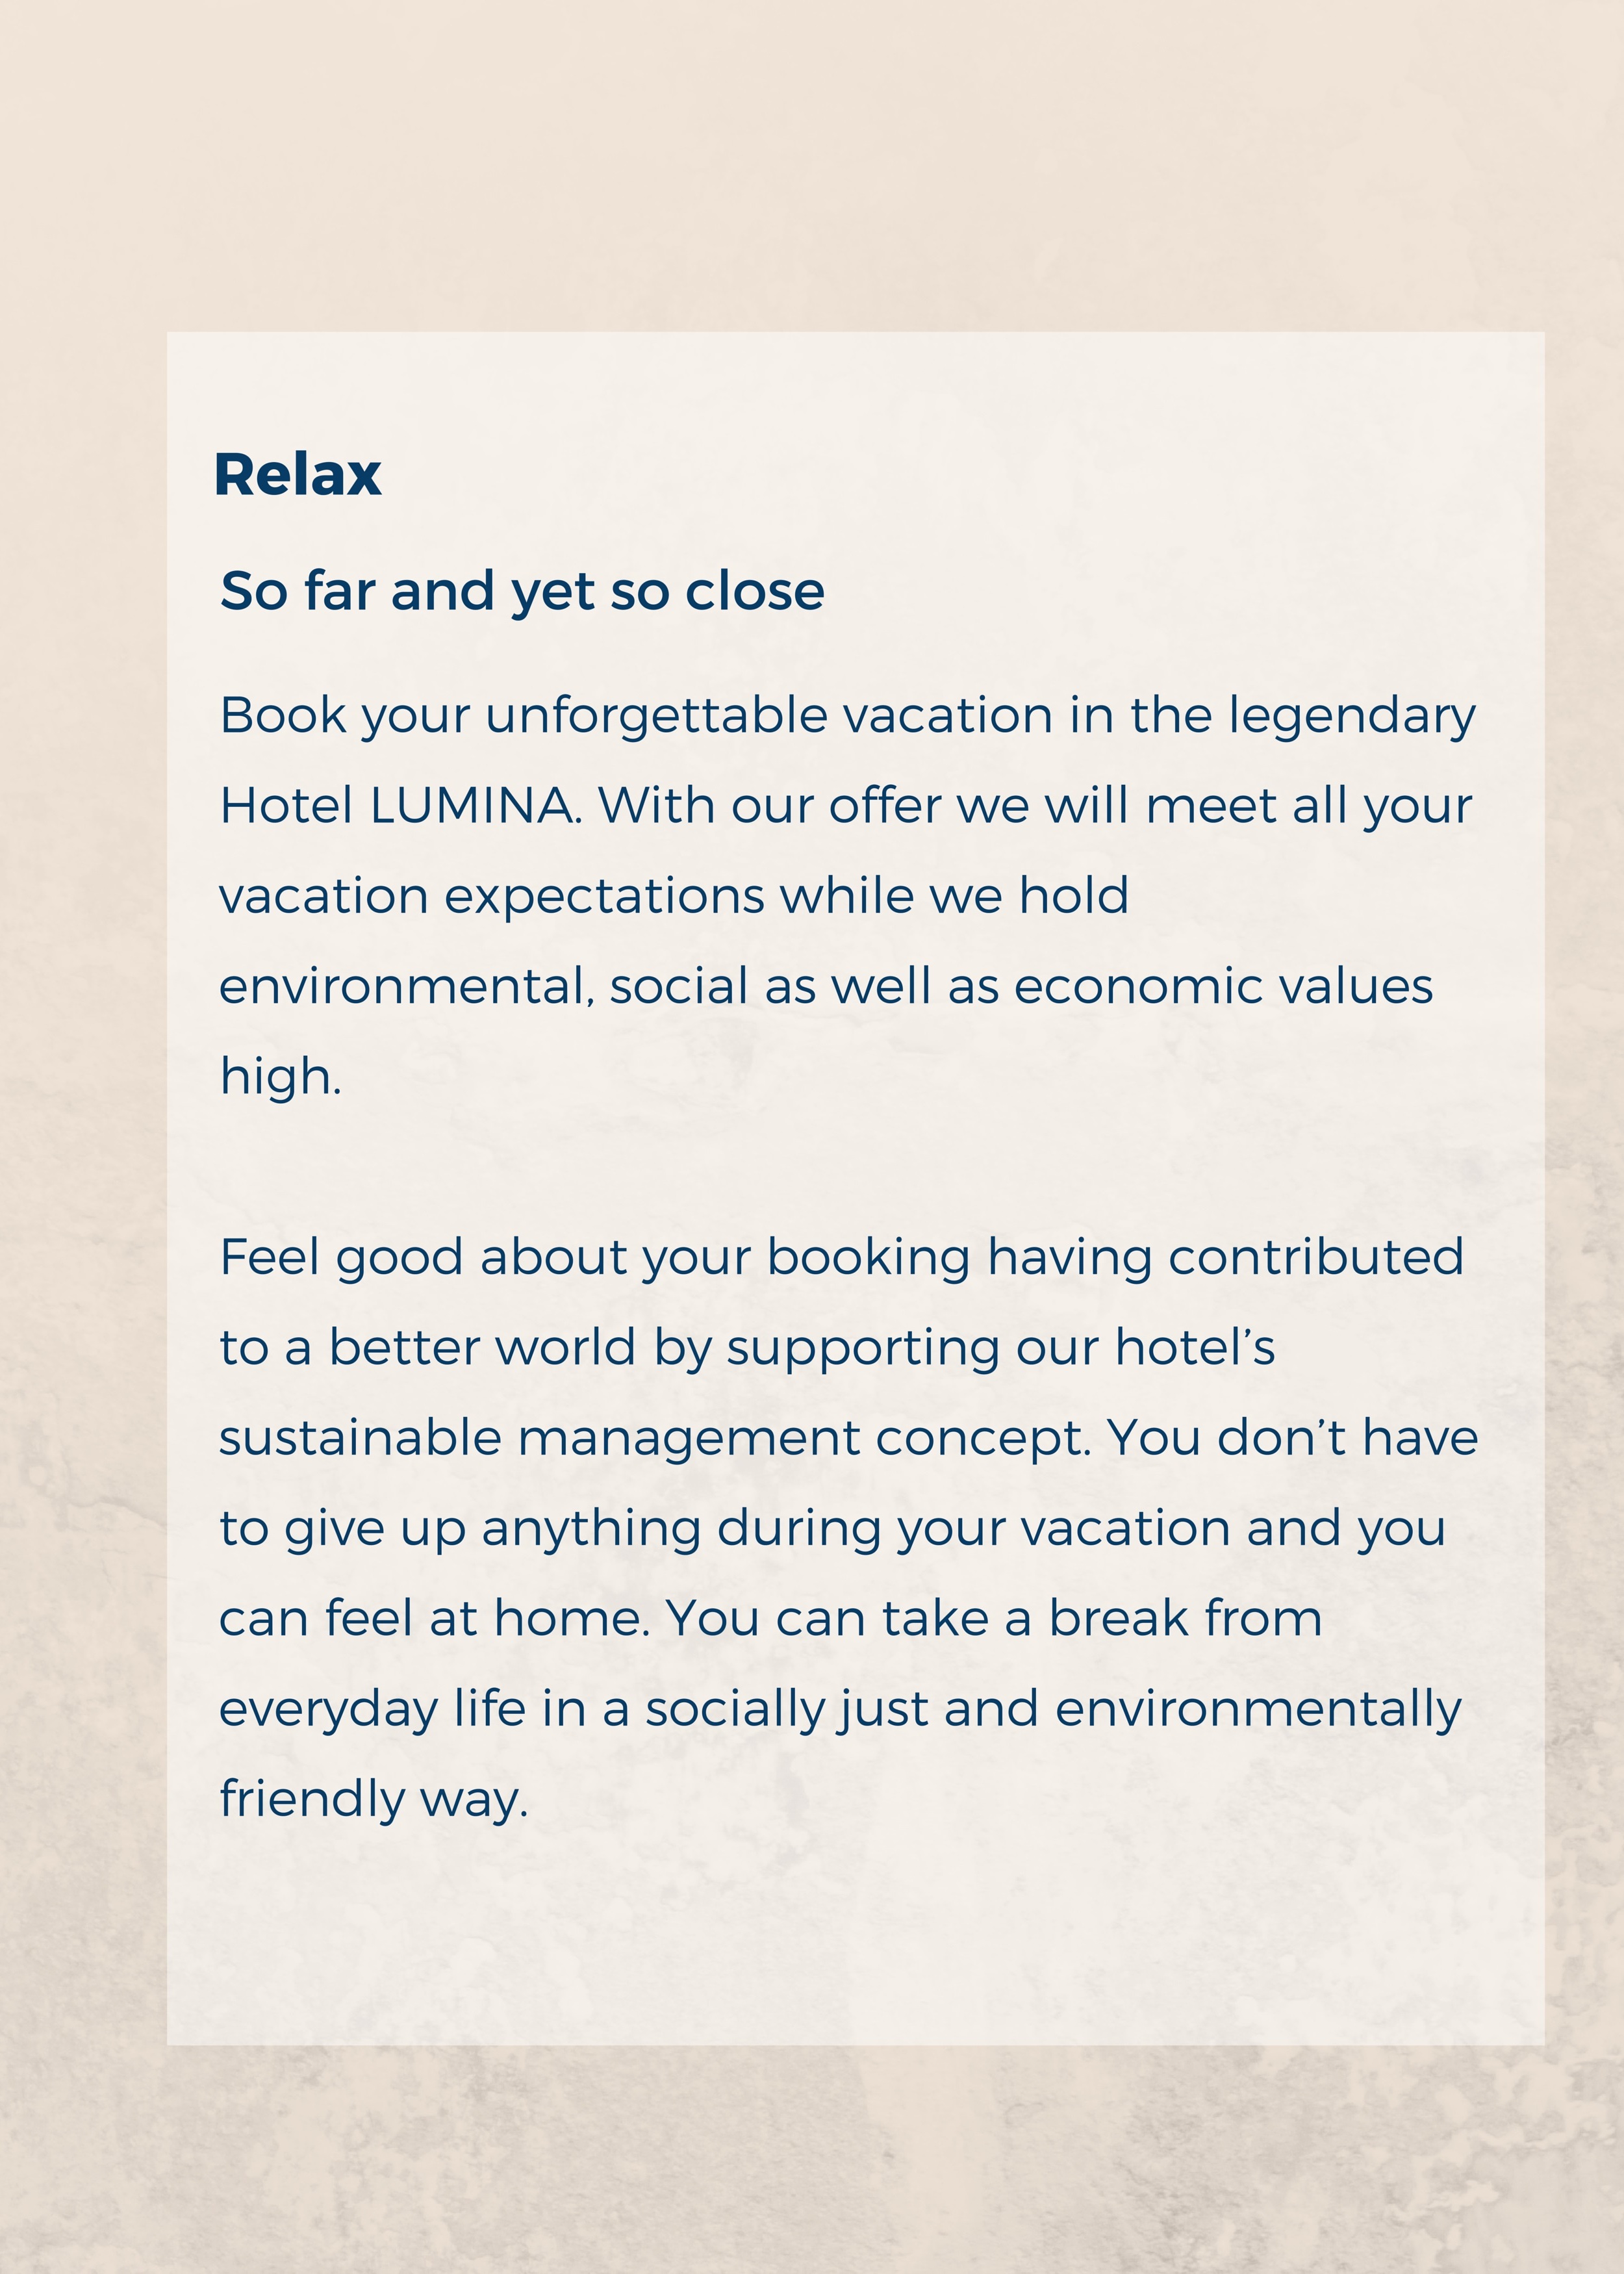 Relax
So far and yet so close
Book your unforgettable vacation in the legendary
Hotel LUMINA. With our offer we will meet all your
vacation expectations while we hold
environmental, social as well as economic values
high.
Feel good about your booking having contributed
to a better world by supporting our hotel’s
sustainable management concept. You don’t have
to give up anything during your vacation and you
can feel at home. You can take a break from
everyday life in a socially just and environmentally
friendly way.